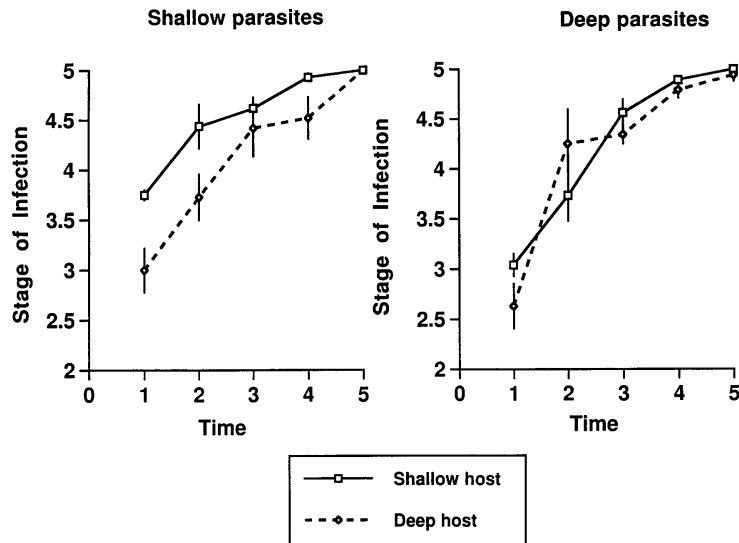 Shallow parasites
5
4.5
4
3.5
3
2.5
2
0 1 2 3 4 5
Stage of Infection
Time
Deep parasites
5
4.5
4
3.5
3
2.5
2
0 1 2 3 4 5
Stage of Infection
Time
Shallow host
Deep host